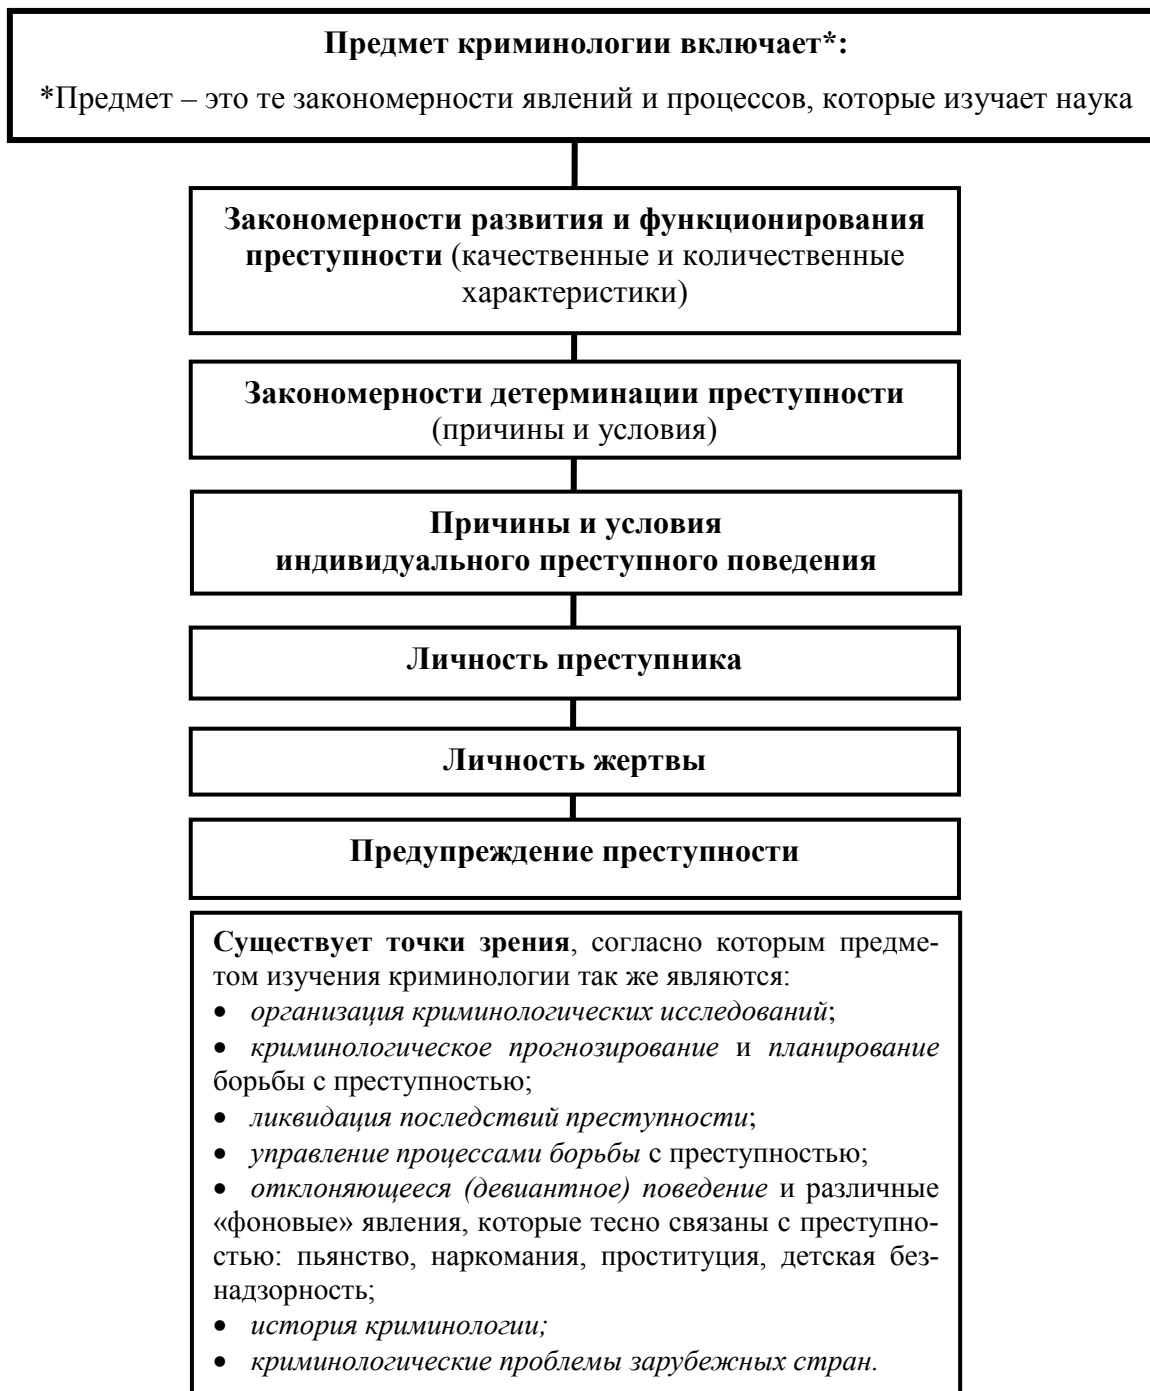 Предмет криминологии включает*:
*Предмет – это те закономерности явлений и процессов, которые изучает наука
Закономерности развития и функционирования
преступности (качественные и количественные
характеристики)
Закономерности детерминации преступности
(причины и условия)
Причины и условия
индивидуального преступного поведения
Личность преступника
Личность жертвы
Предупреждение преступности
Существует точки зрения, согласно которым предме-
том изучения криминологии так же являются:
• организация криминологических исследований;
• криминологическое прогнозирование и планирование
борьбы с преступностью;
• ликвидация последствий преступности;
• управление процессами борьбы с преступностью;
• отклоняющееся (девиантное) поведение и различные
«фоновые» явления, которые тесно связаны с преступно-
стью: пьянство, наркомания, проституция, детская без-
надзорность;
• история криминологии;
• криминологические проблемы зарубежных стран.